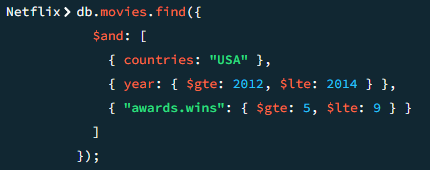 Netflix> db.movies.find({
$and: [
{ countries: "USA" },
{ year: { $gte: 2012, $lte: 2014 } },
{ "awards.wins": { $gte: 5, $lte: 9 } }
]
});